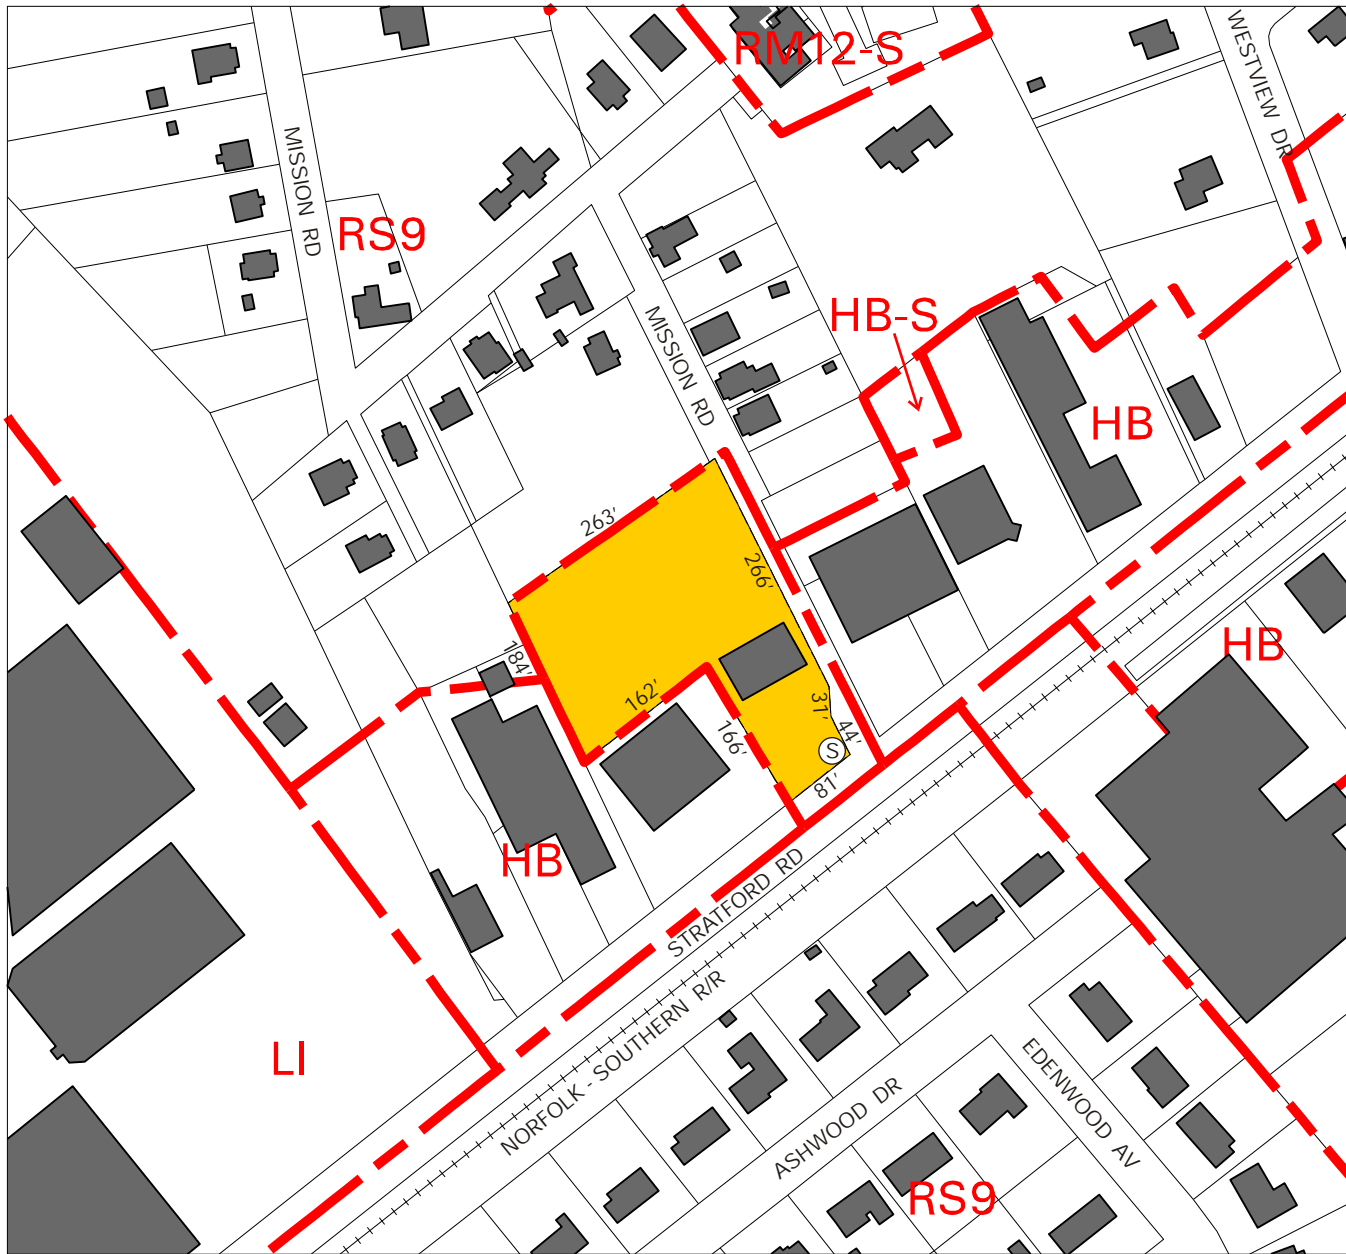 RM12-S
WESTVIEW DR
MISSION RD
RS9
MISSION RD
HB-S
HB
263'
266'
184'
162'
166'
31'
44'
S
81'
HB
HB
STRATFORD RD
NORFOLK - SOUTHERN R/R
LI
ASHWOOD DR
EDENWOOD AV
RS9